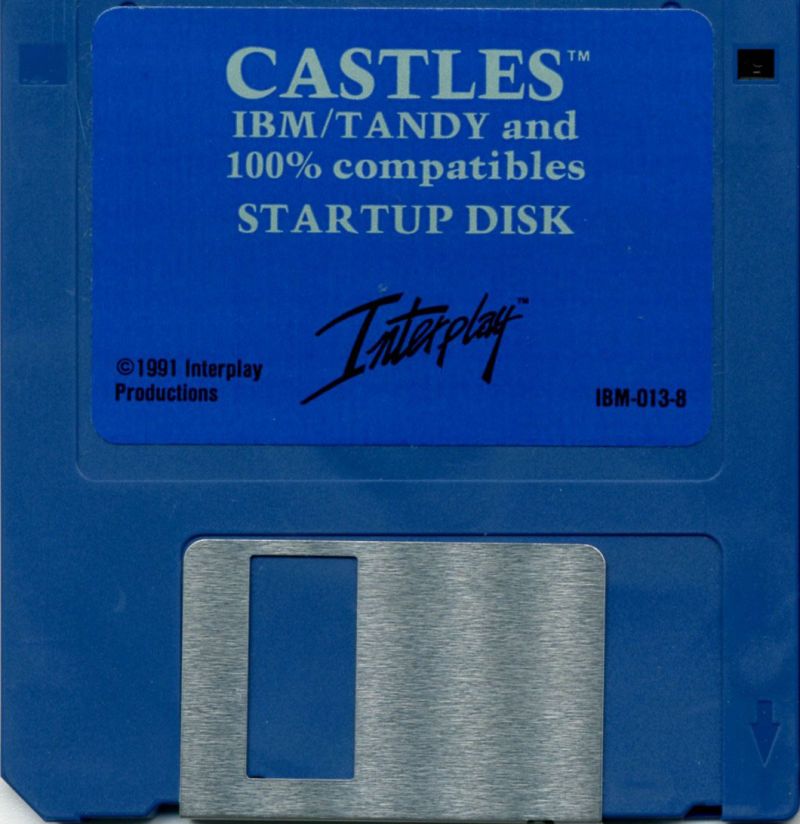 CASTLES™
IBM/TANDY and
100% compatibles
STARTUP DISK
Interplay™
©1991 Interplay
Productions
IBM-013-8